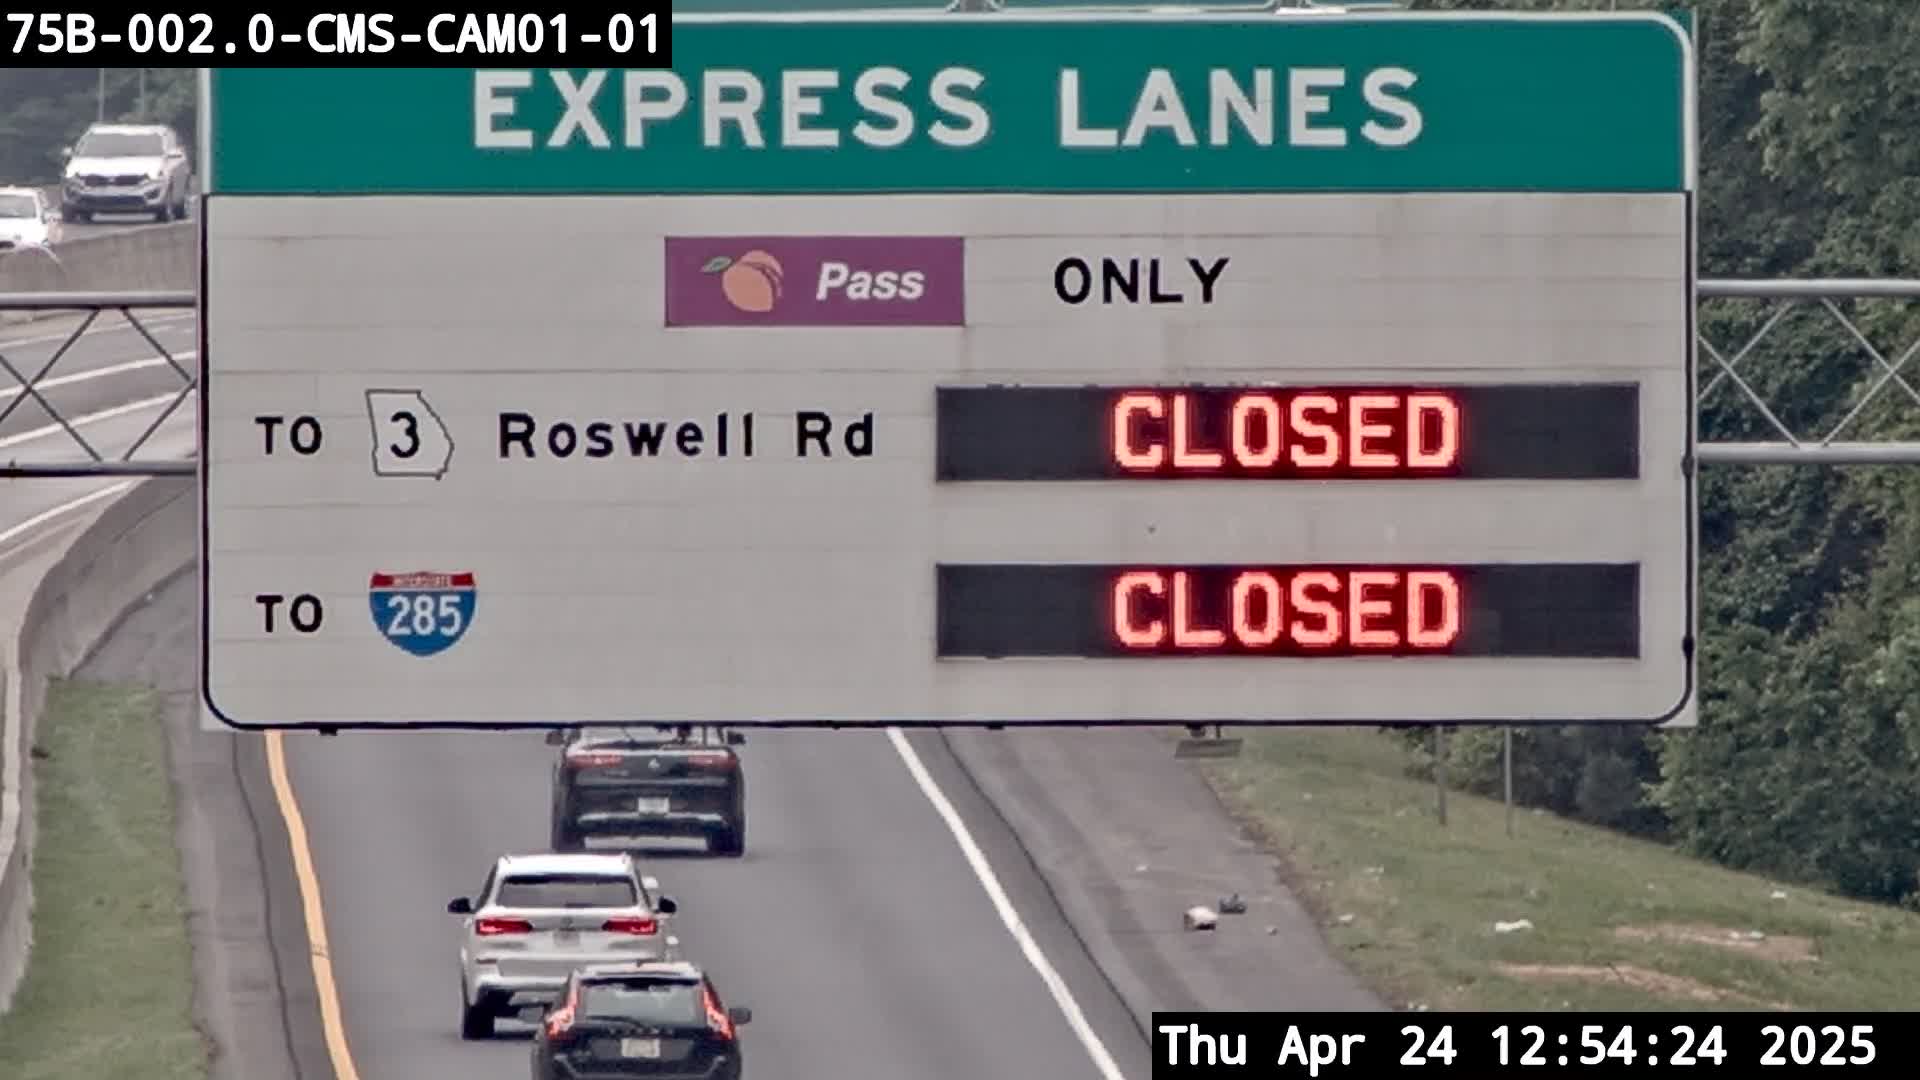 75B-002.0-CMS-CAM01-01
EXPRESS LANES
Pass ONLY
TO 3 Roswell Rd CLOSED
INTERSTATE
TO 285 CLOSED
Thu Apr 24 12:54:24 2025